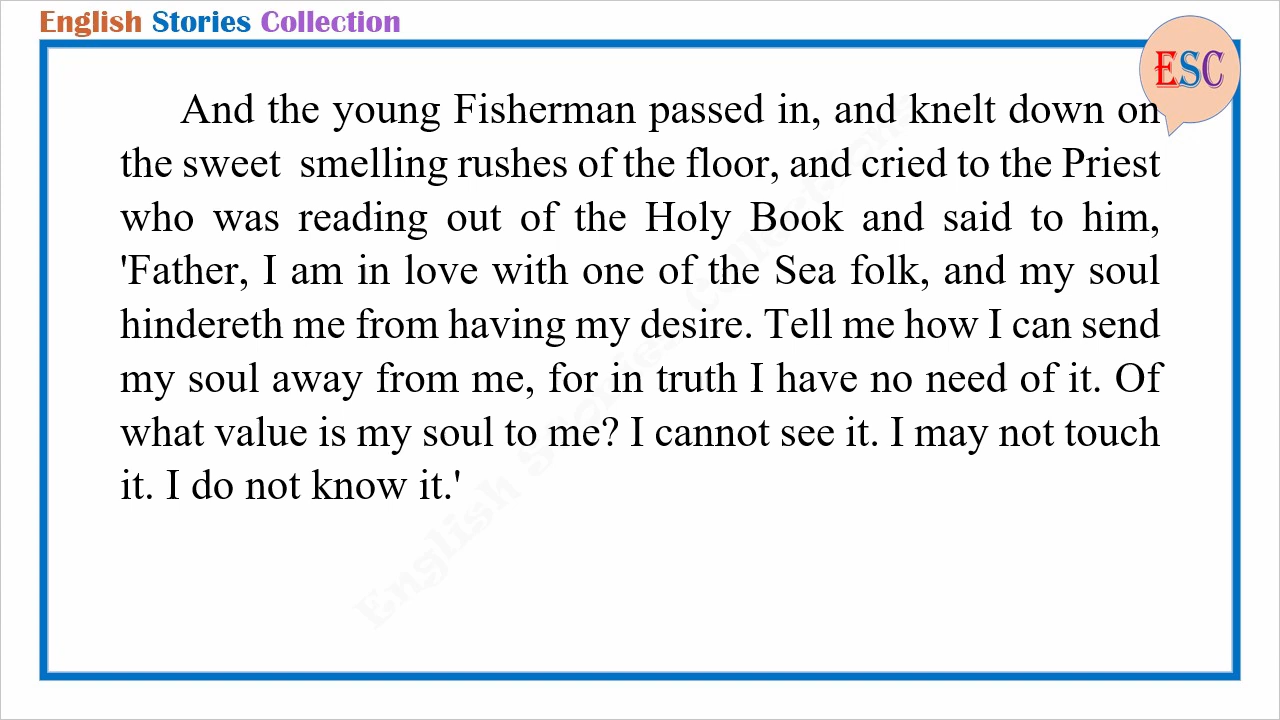 English Stories Collection
ESC
And the young Fisherman passed in, and knelt down on
the sweet  smelling rushes of the floor, and cried to the Priest
who was reading out of the Holy Book and said to him,
'Father, I am in love with one of the Sea folk, and my soul
hindereth me from having my desire. Tell me how I can send
my soul away from me, for in truth I have no need of it. Of
what value is my soul to me? I cannot see it. I may not touch
it. I do not know it.'
English Stories Collections